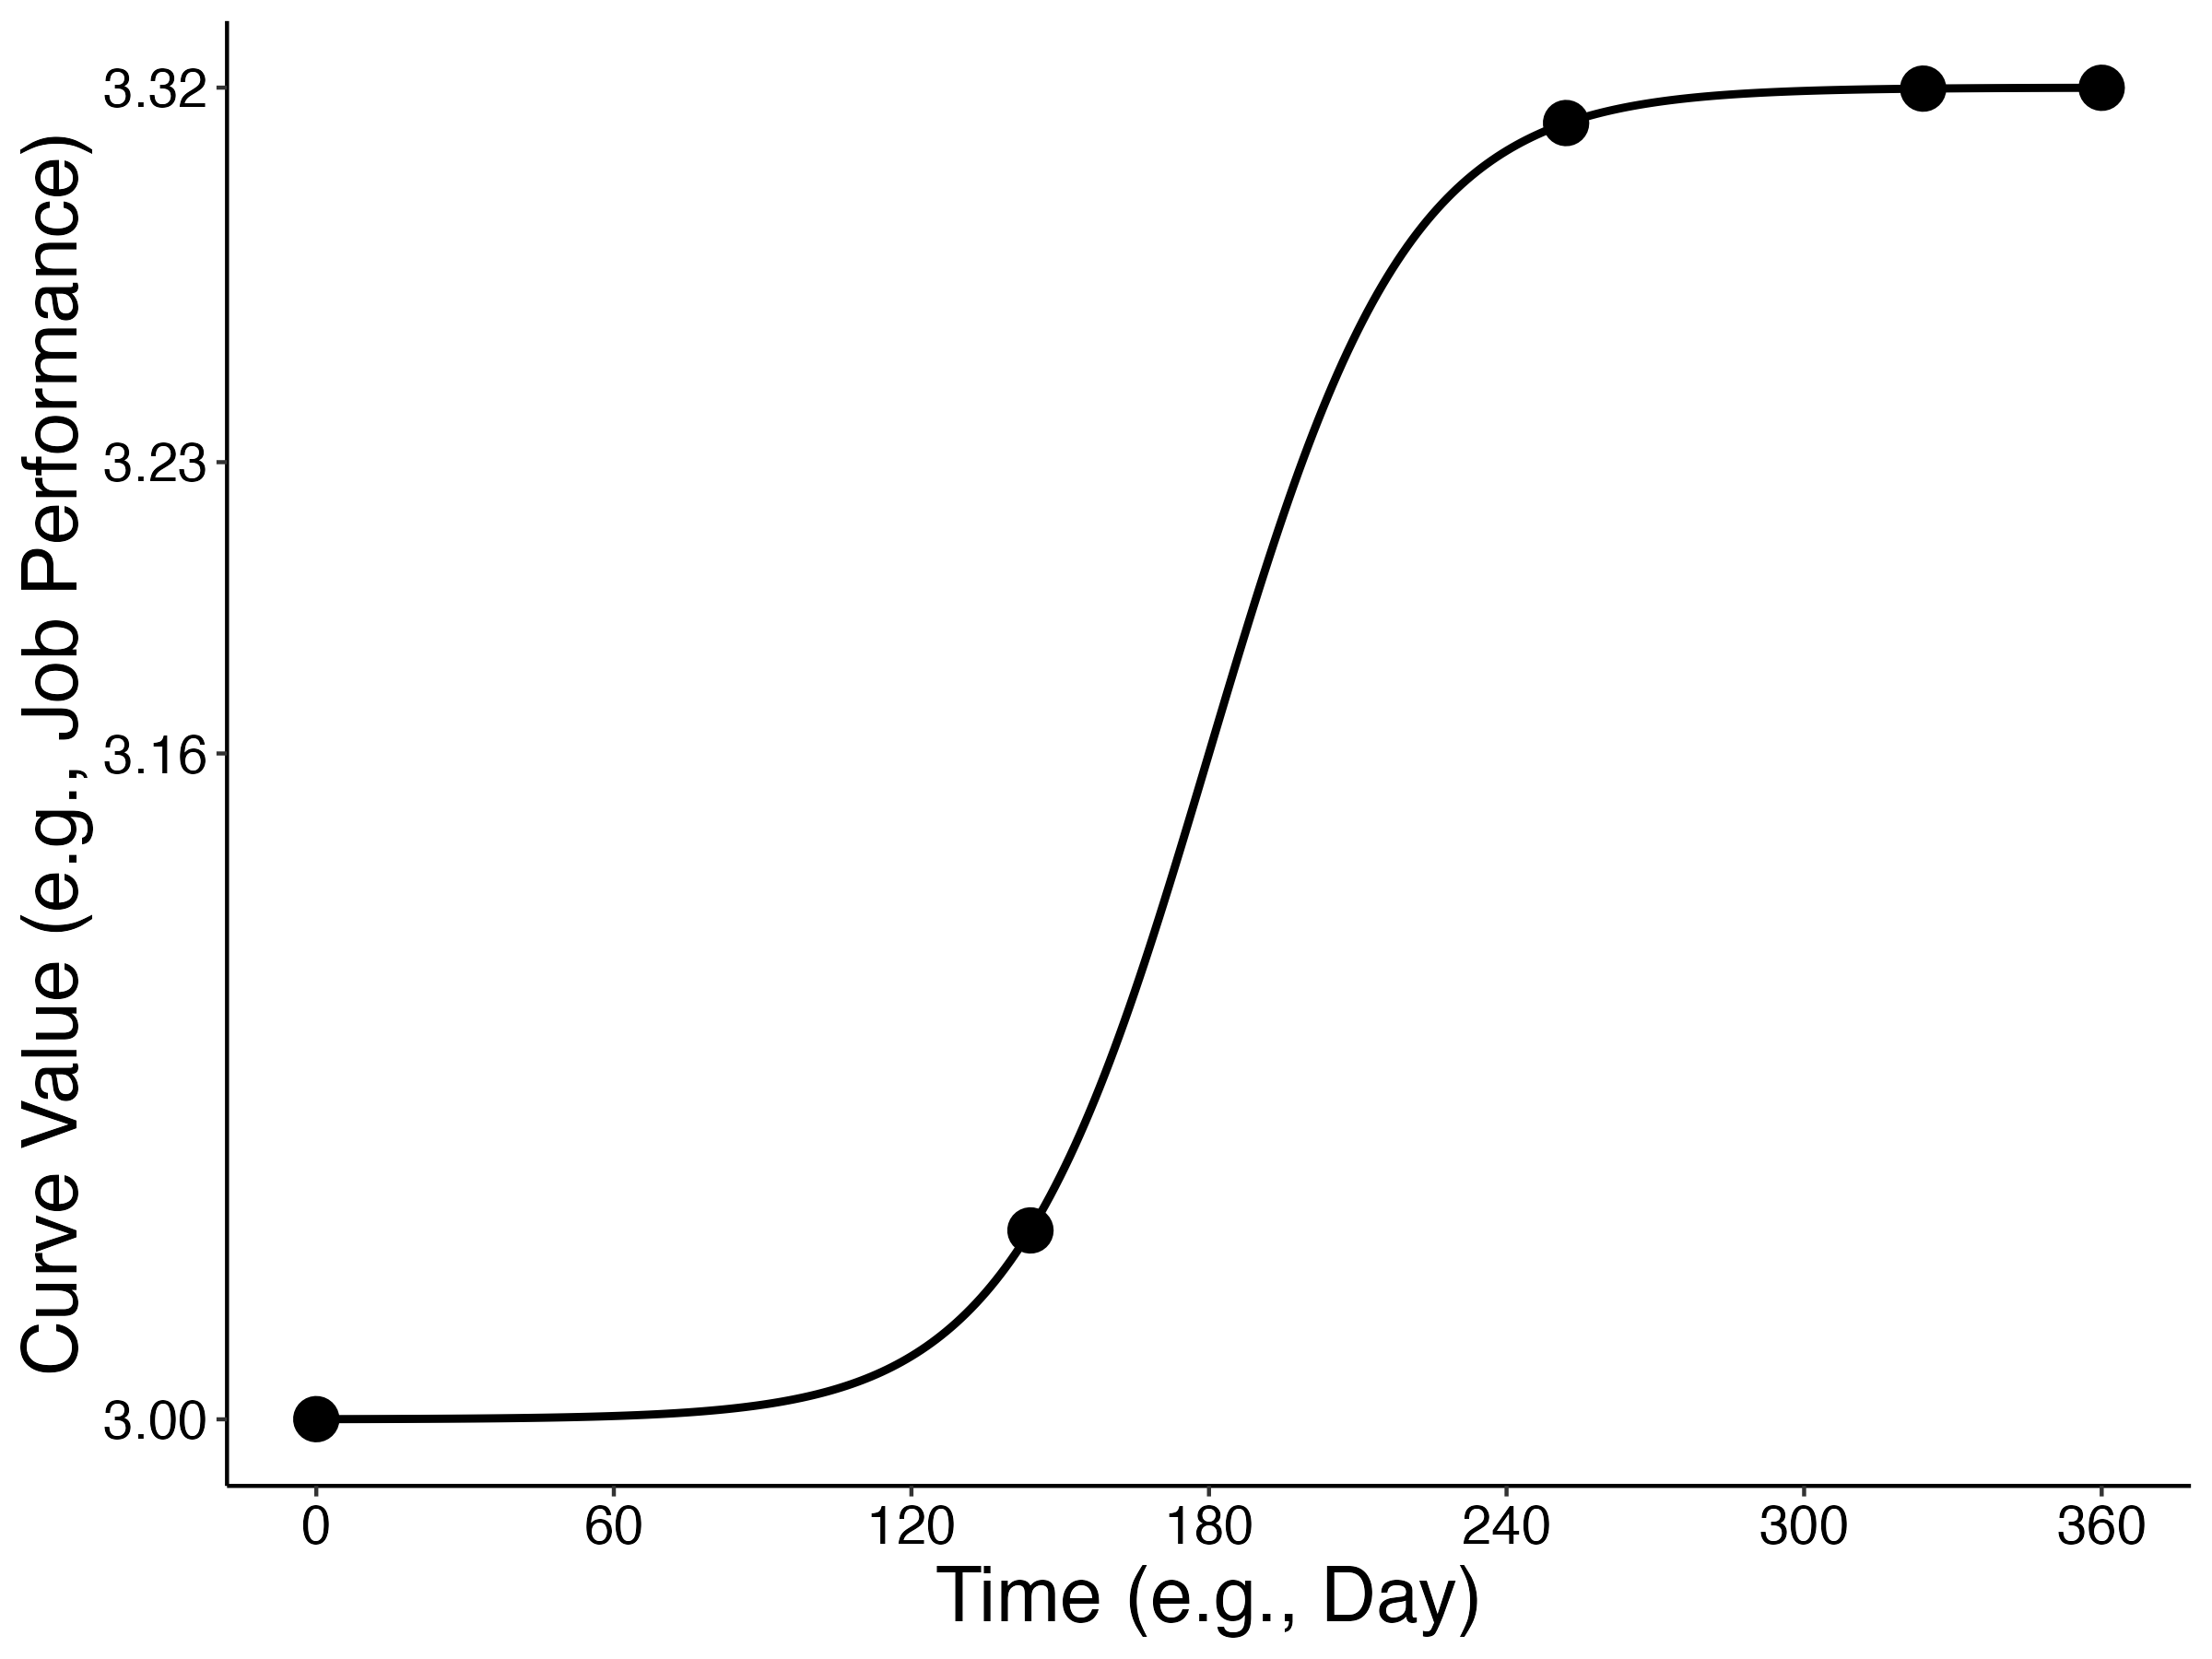 Curve Value (e.g., Job Performance)
3.32
3.23
3.16
3.00
0 60 120 180 240 300 360
Time (e.g., Day)